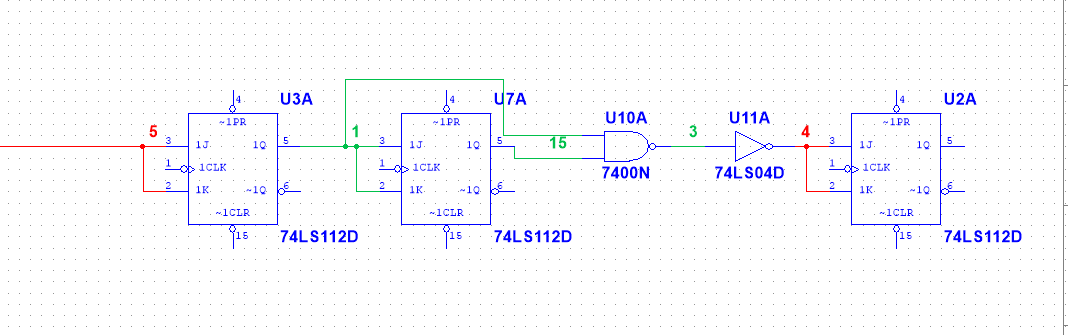 4 U3A
~1PR
5 3 1J 1Q 5
1 1CLK
2 1K ~1Q 6
~1CLR
15
74LS112D
1
4 U7A
~1PR
3 1J 1Q 5
1 1CLK
2 1K ~1Q 6
~1CLR
15
74LS112D
15
U10A
7400N
3
U11A
74LS04D
4
4 U2A
~1PR
3 1J 1Q 5
1 1CLK
2 1K ~1Q 6
~1CLR
15
74LS112D